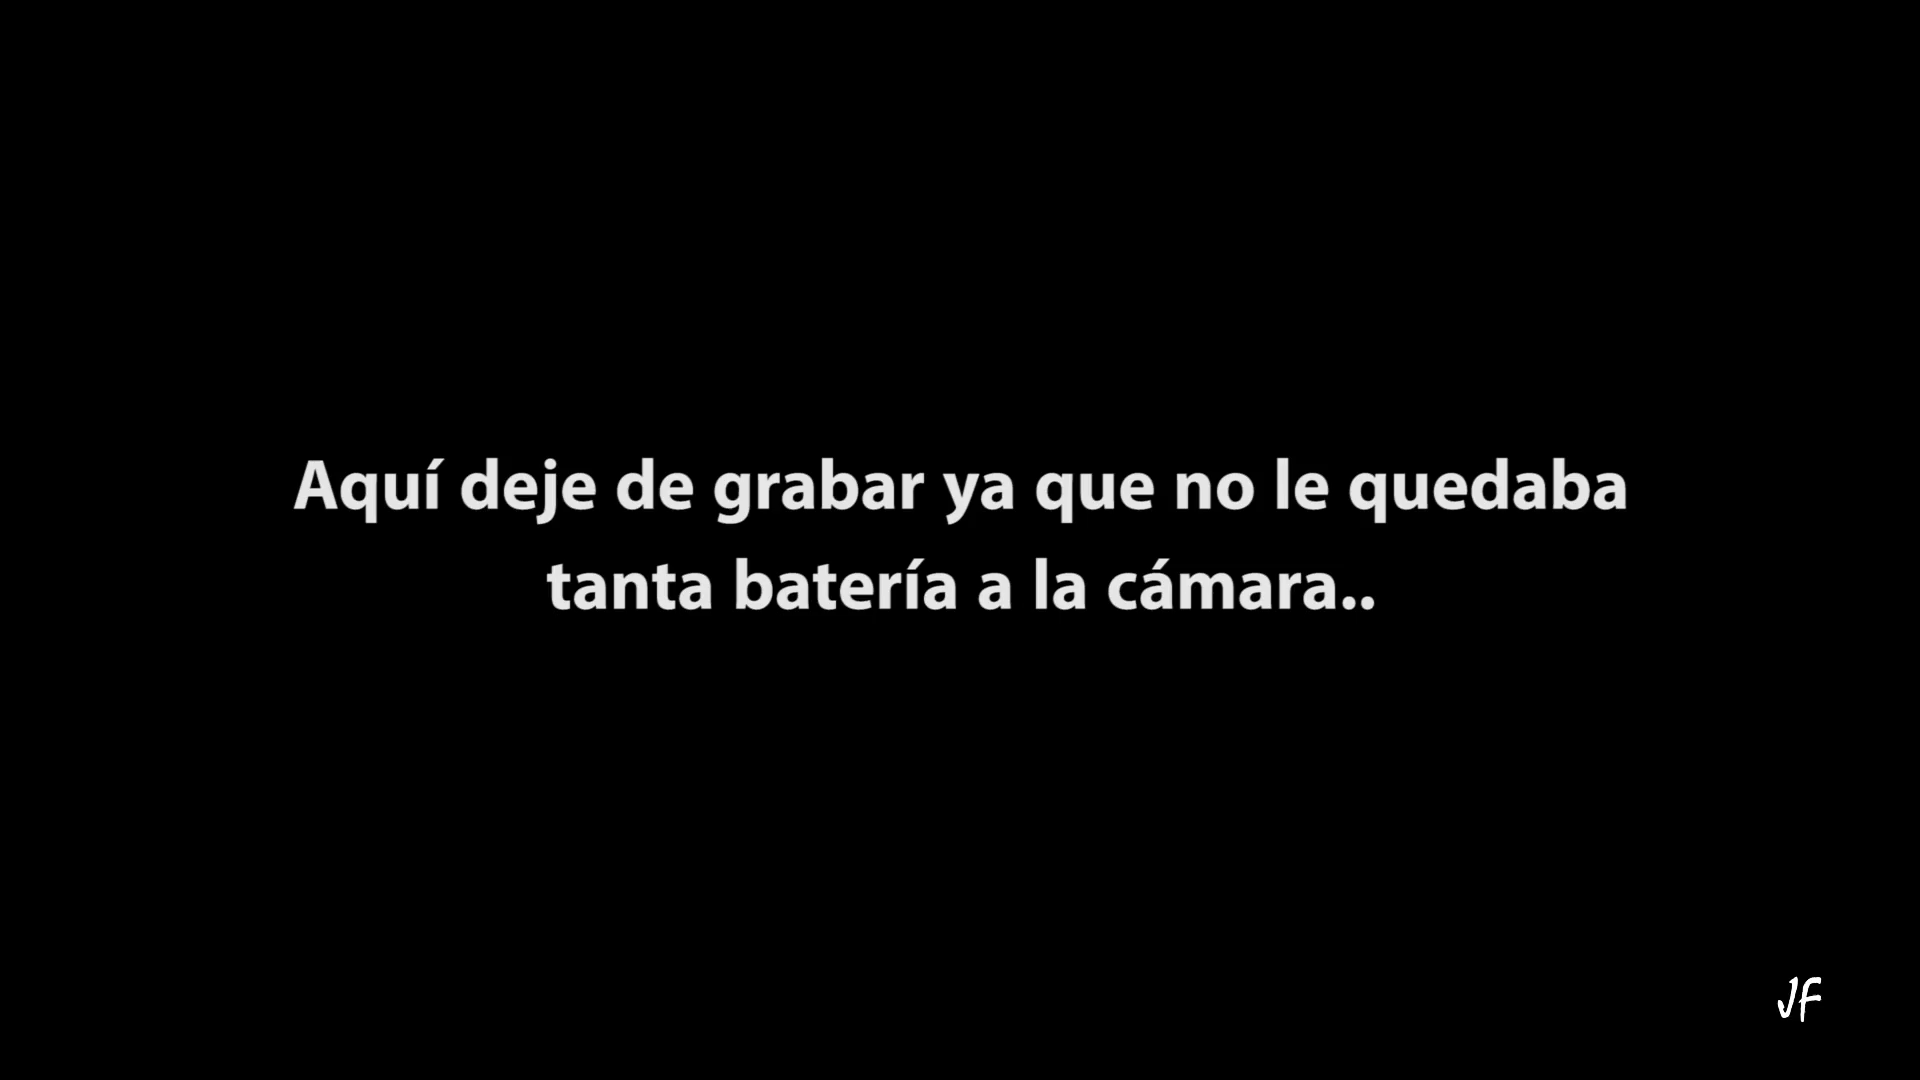 Aquí deje de grabar ya que no le quedaba
tanta batería a la cámara..
JF